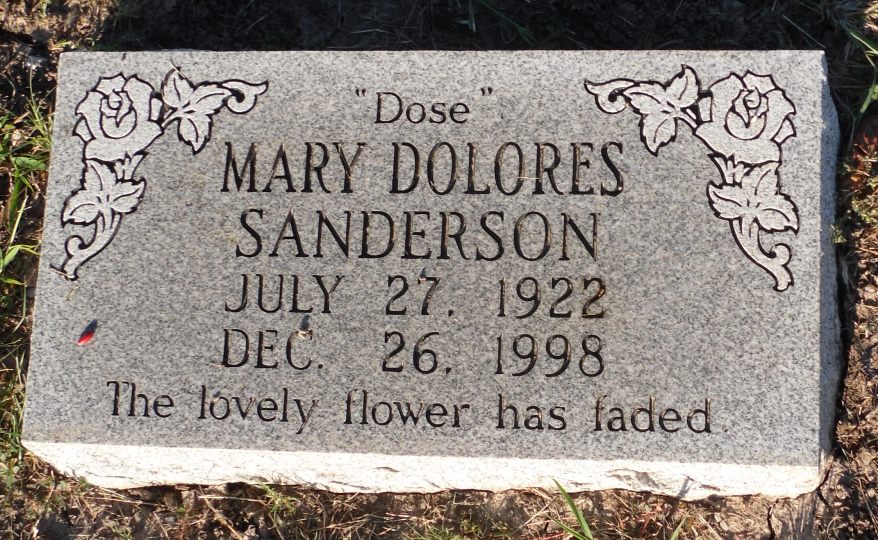 "Dose"
MARY DOLORES
SANDERSON
JULY 27, 1922
DEC. 26, 1998
The lovely flower has faded